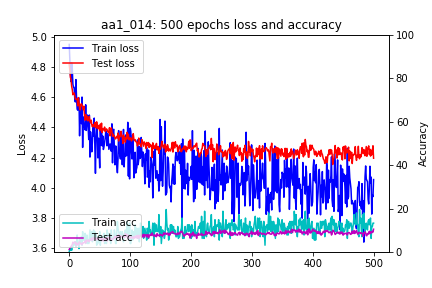 aa1_014: 500 epochs loss and accuracy
Train loss
Test loss
Train acc
Test acc
Loss
5.0
4.8
4.6
4.4
4.2
4.0
3.8
3.6
100
80
60
40
20
0
Accuracy
0
100
200
300
400
500